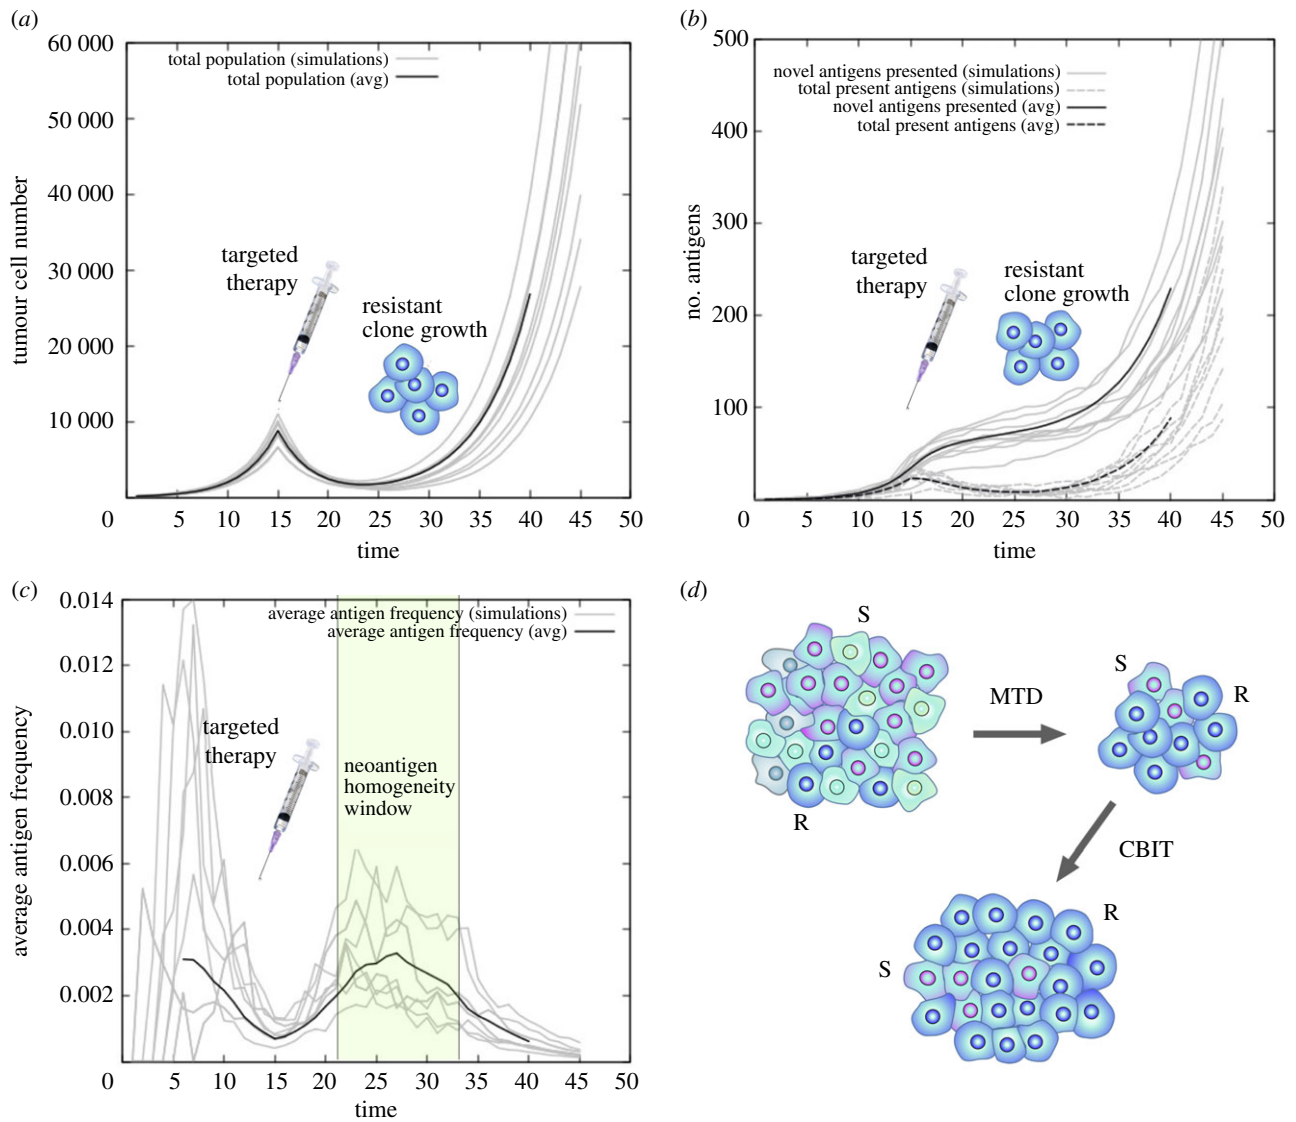 (a)
60 000
50 000
40 000
30 000
20 000
10 000
0
5
10
15
20
25
30
35
40
45
50
tumour cell number
time
total population (simulations)
total population (avg)
targeted
therapy
resistant
clone growth
(b)
500
400
300
200
100
0
5
10
15
20
25
30
35
40
45
50
no. antigens
time
novel antigens presented (simulations)
total present antigens (simulations)
novel antigens presented (avg)
total present antigens (avg)
targeted
therapy
resistant
clone growth
(c)
0.014
0.012
0.010
0.008
0.006
0.004
0.002
0
5
10
15
20
25
30
35
40
45
50
average antigen frequency
time
average antigen frequency (simulations)
average antigen frequency (avg)
targeted
therapy
neoantigen
homogeneity
window
(d)
S
R
MTD
S
R
CBIT
R
S